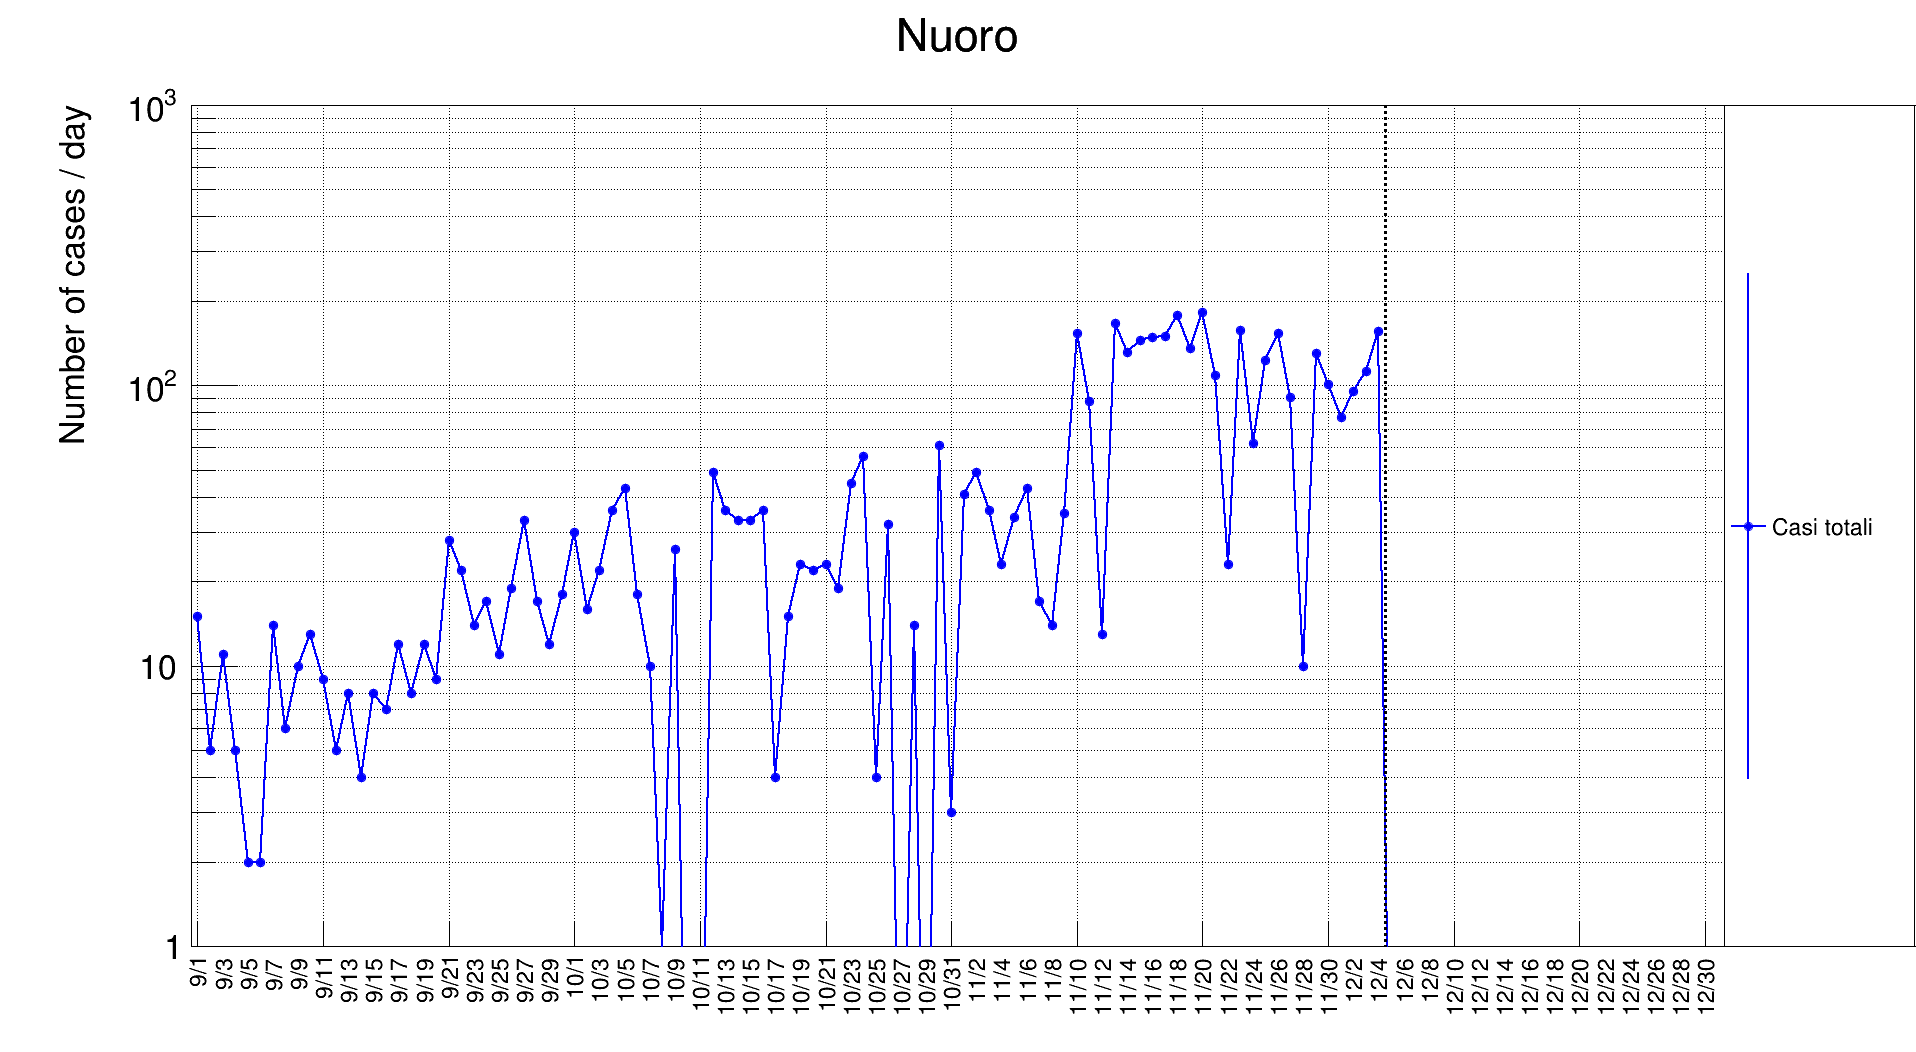 Nuoro
Number of cases / day
10³
10²
10
1
9/1 9/3 9/5 9/7 9/9 9/11 9/13 9/15 9/17 9/19 9/21 9/23 9/25 9/27 9/29 10/1 10/3 10/5 10/7 10/9 10/11 10/13 10/15 10/17 10/19 10/21 10/23 10/25 10/27 10/29 10/31 11/2 11/4 11/6 11/8 11/10 11/12 11/14 11/16 11/18 11/20 11/22 11/24 11/26 11/28 11/30 12/2 12/4 12/6 12/8 12/10 12/12 12/14 12/16 12/18 12/20 12/22 12/24 12/26 12/28 12/30
Casi totali